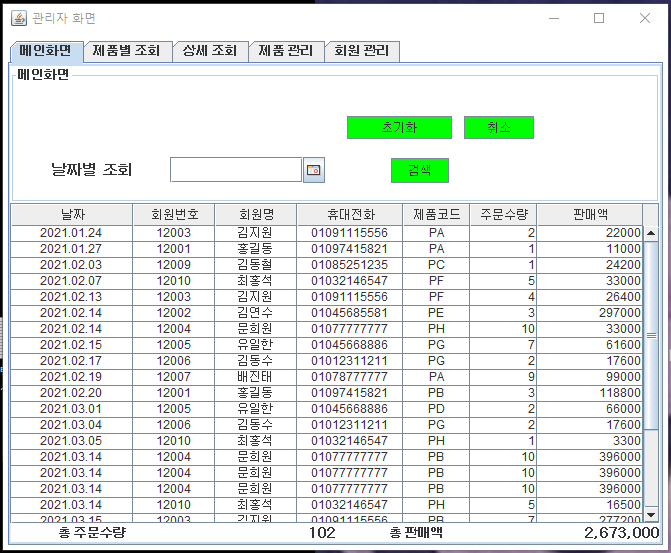 관리자 화면
메인화면 제품별 조회 상세 조회 제품 관리 회원 관리
메인화면
초기화 취소
날짜별 조회 검색
날짜 회원번호 회원명 휴대전화 제품코드 주문수량 판매액
2021.01.24 12003 김지원 01091115556 PA 2 22000
2021.01.27 12001 홍길동 01097415821 PA 1 11000
2021.02.03 12009 김동철 01085251235 PC 1 24200
2021.02.07 12010 최홍석 01032146547 PF 5 33000
2021.02.13 12003 김지원 01091115556 PF 4 26400
2021.02.14 12002 김연수 01045685581 PE 3 297000
2021.02.14 12004 문희원 01077777777 PH 10 33000
2021.02.15 12005 유일한 01045668886 PG 7 61600
2021.02.17 12006 김동수 01012311211 PG 2 17600
2021.02.19 12007 배진태 01078777777 PA 9 99000
2021.02.20 12001 홍길동 01097415821 PB 3 118800
2021.03.01 12005 유일한 01045668886 PD 2 66000
2021.03.04 12006 김동수 01012311211 PG 2 17600
2021.03.05 12010 최홍석 01032146547 PH 1 3300
2021.03.14 12004 문희원 01077777777 PB 10 396000
2021.03.14 12004 문희원 01077777777 PB 10 396000
2021.03.14 12004 문희원 01077777777 PB 10 396000
2021.03.14 12010 최홍석 01032146547 PH 5 16500
2021.03.15 12003 김지원 01091115556 PB 7 277200
총 주문수량 102 총 판매액 2,673,000